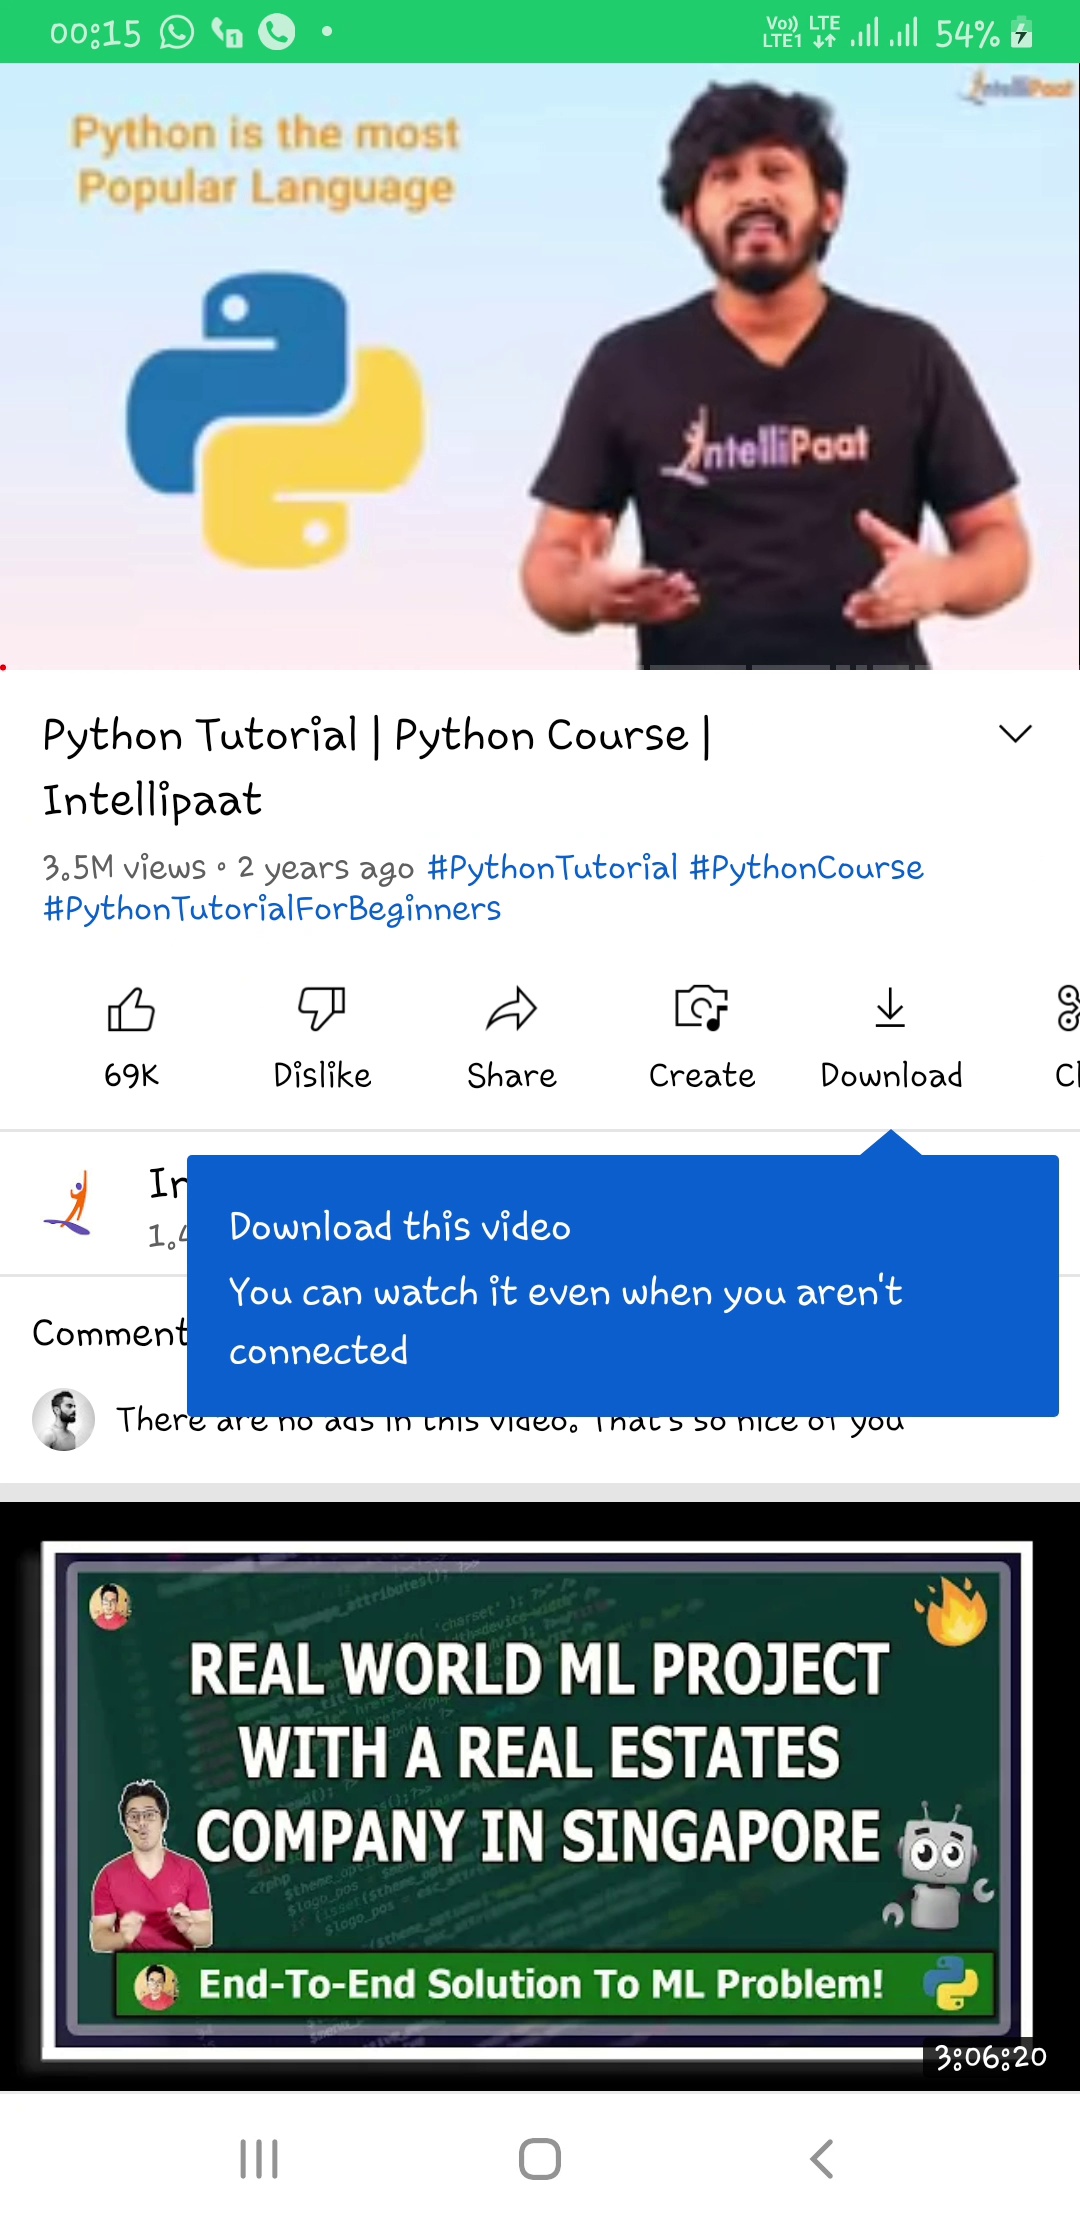 00:15
Vo)) LTE
LTE1
54%
IntelliPaat
Python is the most
Popular Language
IntelliPaat
Python Tutorial | Python Course |
Intellipaat
3.5M views • 2 years ago #PythonTutorial #PythonCourse
#PythonTutorialForBeginners
69K Dislike Share Create Download
Download this video
You can watch it even when you aren't
connected
Comment
There are no ads in this video. That's so nice of you
REAL WORLD ML PROJECT
WITH A REAL ESTATES
COMPANY IN SINGAPORE
End-To-End Solution To ML Problem!
3:06:20